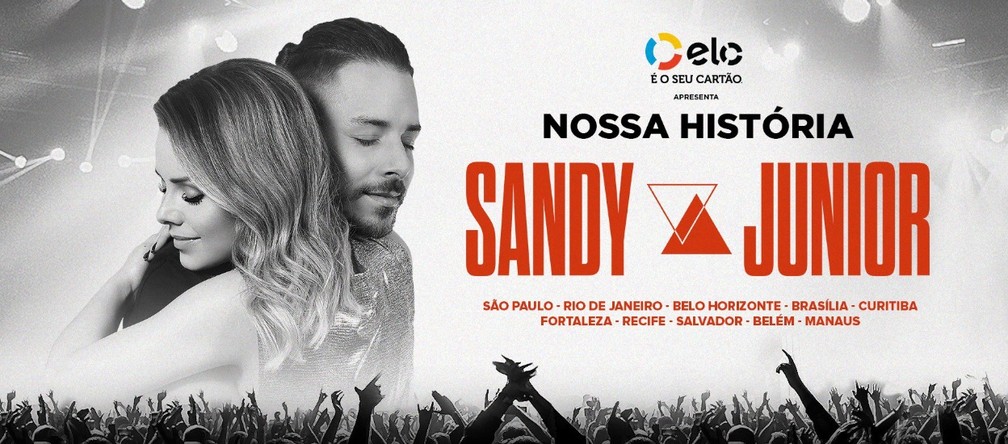 elo
É O SEU CARTÃO.
APRESENTA
NOSSA HISTÓRIA
SANDY JUNIOR
SÃO PAULO - RIO DE JANEIRO - BELO HORIZONTE - BRASÍLIA - CURITIBA
FORTALEZA - RECIFE - SALVADOR - BELÉM - MANAUS